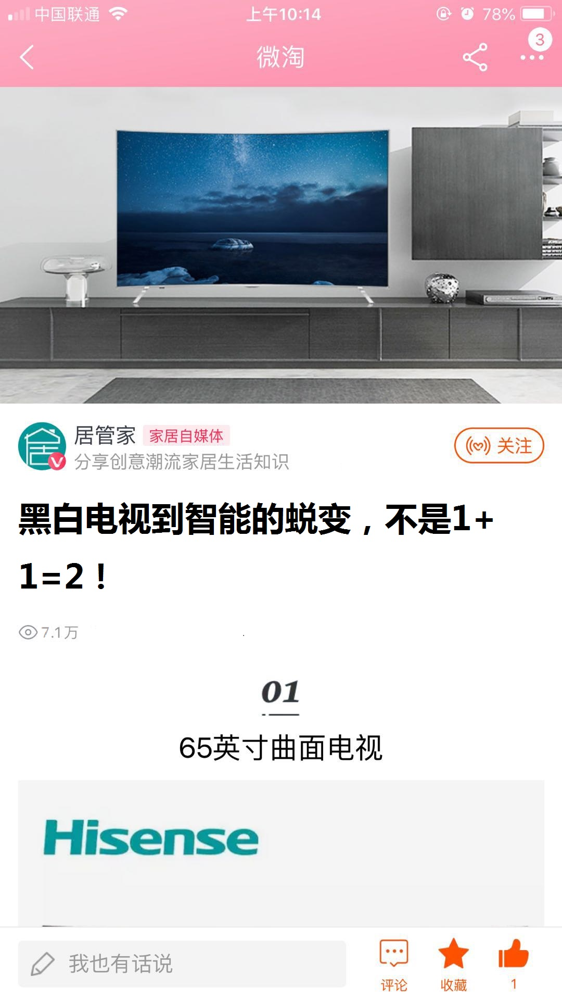 中国联通
上午10:14
78%
微淘
3
居管家
家居自媒体
分享创意潮流家居生活知识
关注
黑白电视到智能的蜕变，不是1+
1=2！
7.1万
01
65英寸曲面电视
Hisense
我也有话说
评论
收藏
1